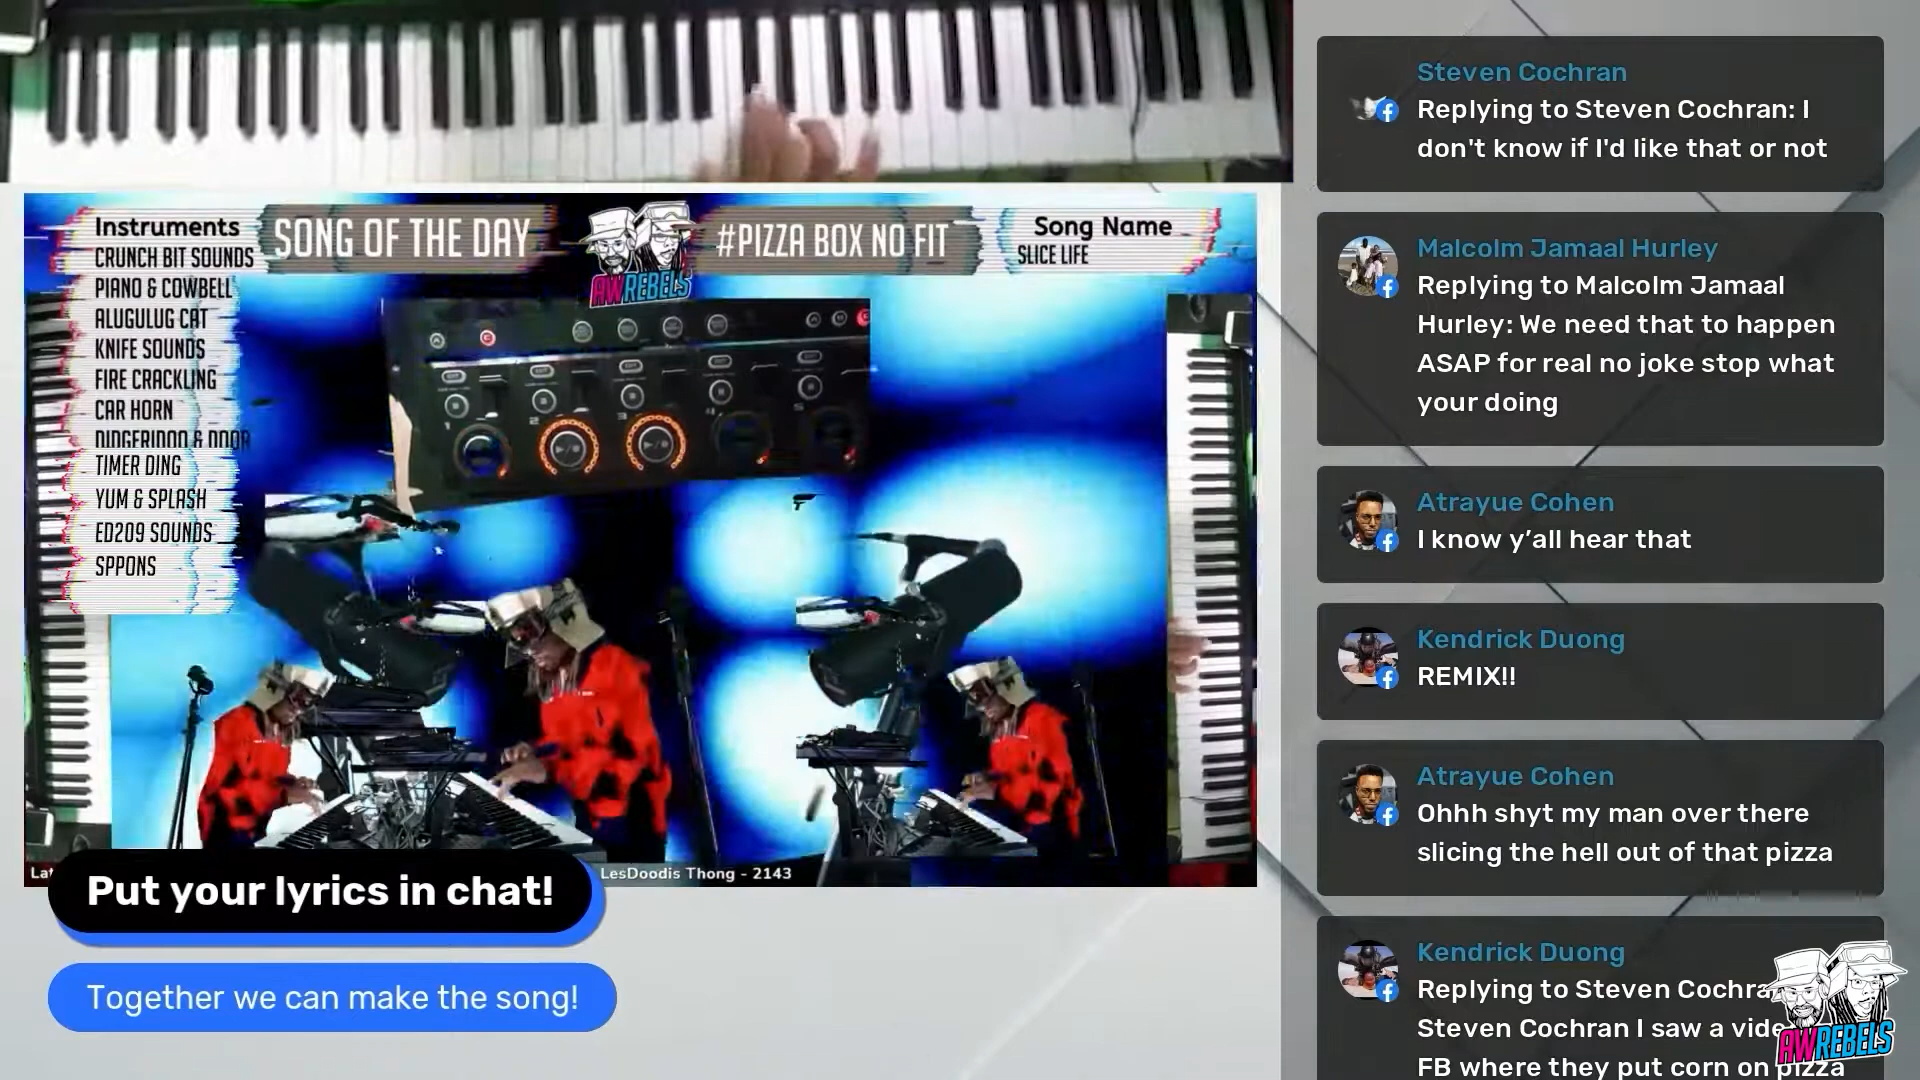 Instruments
CRUNCH BIT SOUNDS
PIANO & COWBELL
ALUGULUG CAT
KNIFE SOUNDS
FIRE CRACKLING
CAR HORN
DIDGERIDOO & DOOR
TIMER DING
YUM & SPLASH
ED209 SOUNDS
SPPONS
SONG OF THE DAY
AWREBELS
#PIZZA BOX NO FIT
Song Name
SLICE LIFE
LesDoodis Thong - 2143
Put your lyrics in chat!
Together we can make the song!
Steven Cochran
Replying to Steven Cochran: I
don't know if I'd like that or not
Malcolm Jamaal Hurley
Replying to Malcolm Jamaal
Hurley: We need that to happen
ASAP for real no joke stop what
your doing
Atrayue Cohen
I know y’all hear that
Kendrick Duong
REMIX!!
Atrayue Cohen
Ohhh shyt my man over there
slicing the hell out of that pizza
Kendrick Duong
Replying to Steven
Steven Cochran I saw a
FB where they put corn on pizza
AWREBELS